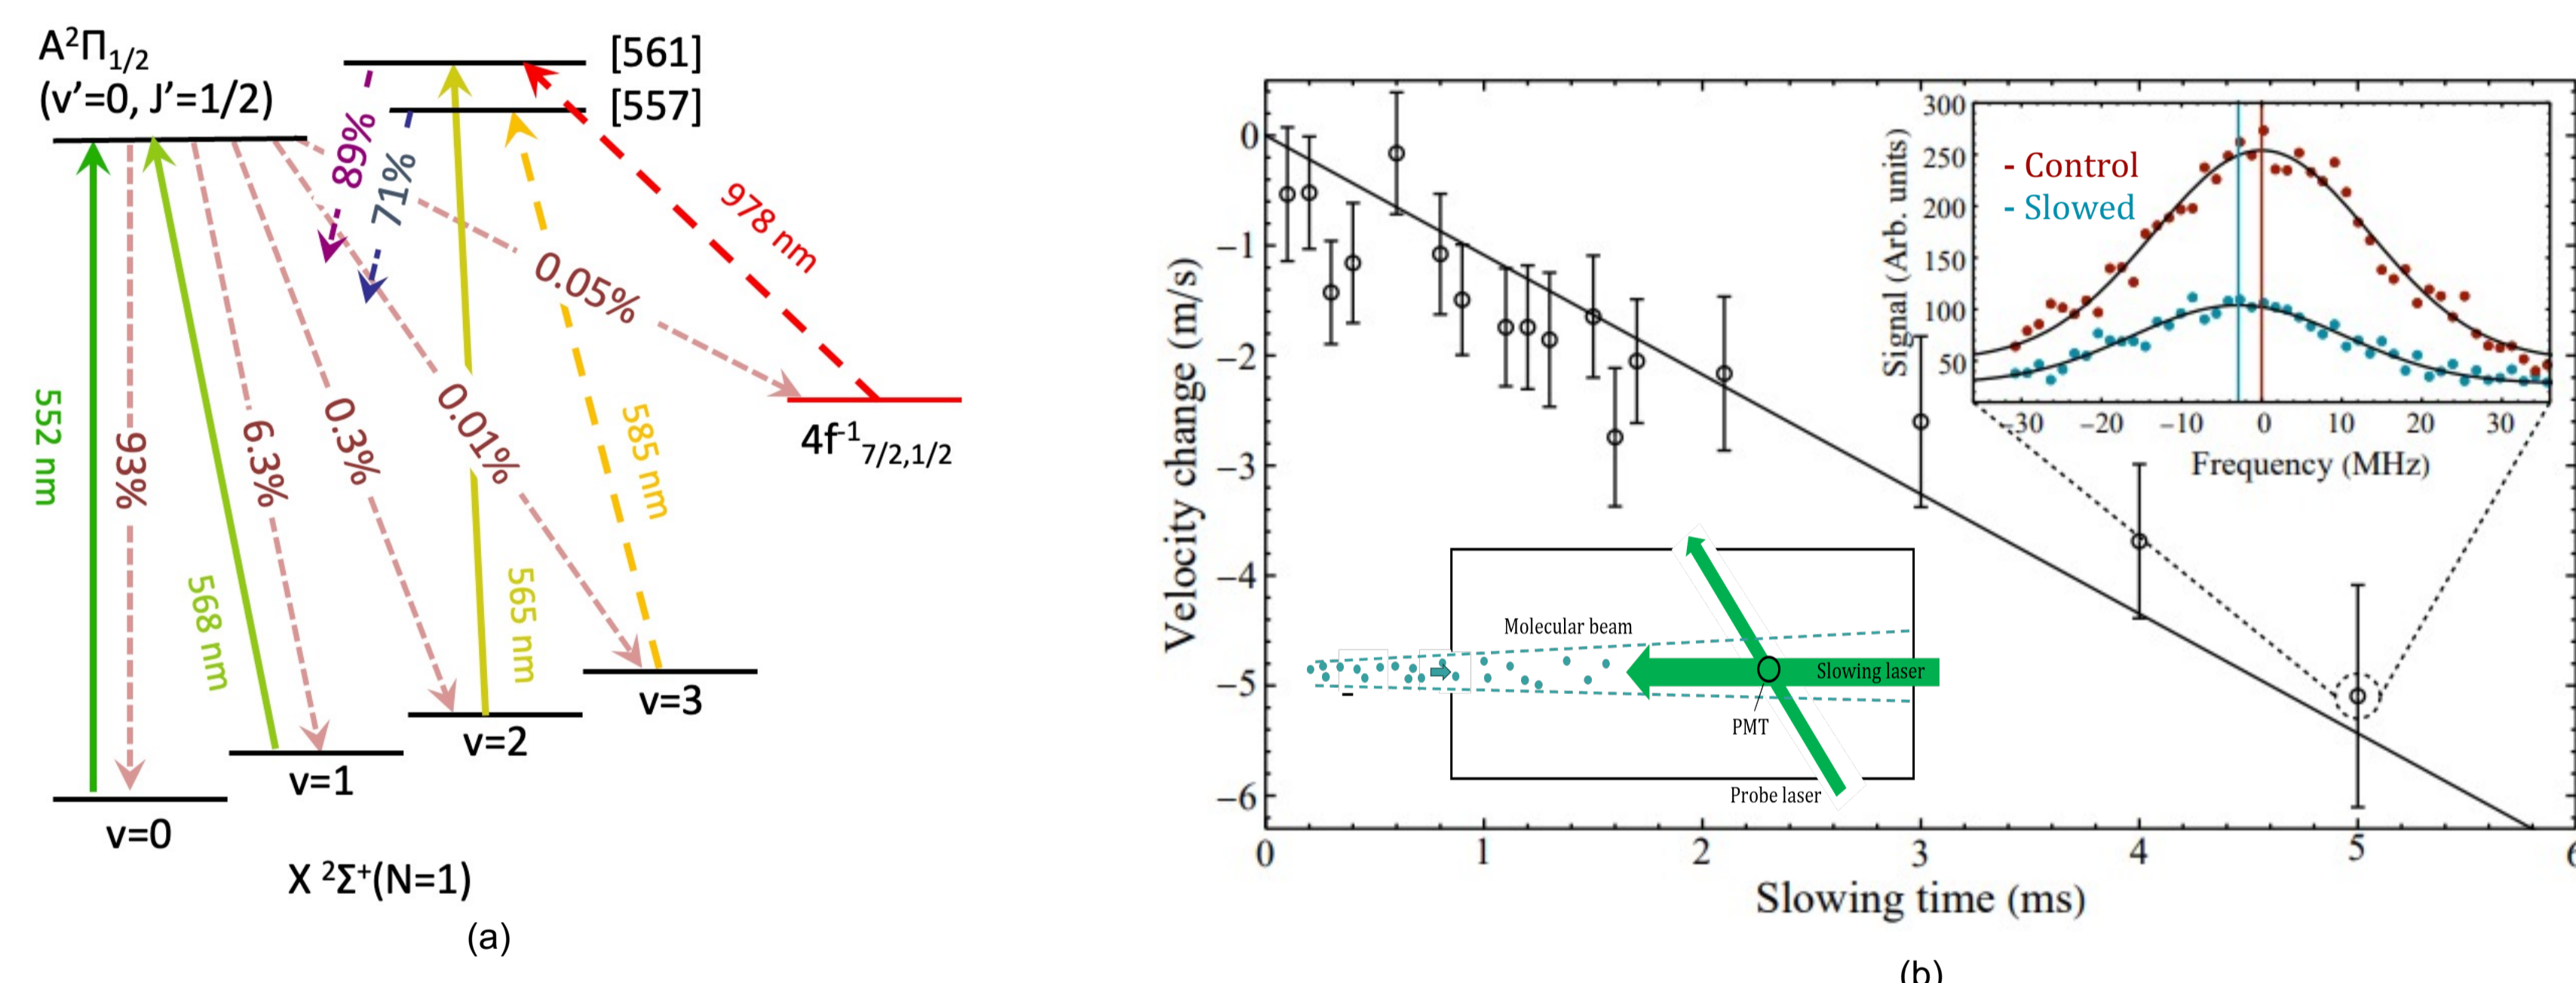 A²Π₁/₂
(v'=0, J'=1/2)
[561]
[557]
89%
71%
978 nm
0.05%
552 nm
93%
568 nm
6.3%
0.3%
0.01%
565 nm
585 nm
4f⁻¹₇/₂,₁/₂
v=3
v=2
v=1
v=0
X ²Σ⁺(N=1)
(a)
Velocity change (m/s)
0
−1
−2
−3
−4
−5
−6
0 1 2 3 4 5 6
Slowing time (ms)
Signal (Arb. units)
300
250
200
150
100
50
- Control
- Slowed
−30 −20 −10 0 10 20 30
Frequency (MHz)
Molecular beam
Slowing laser
PMT
Probe laser
(b)